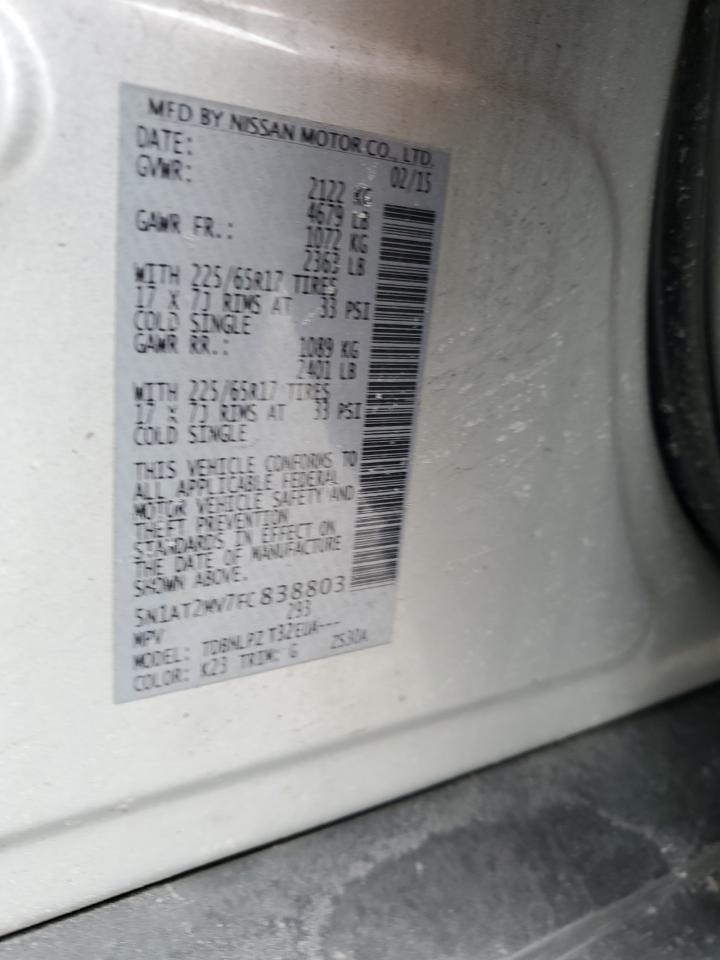 MFD BY NISSAN MOTOR CO., LTD.
DATE: 02/15
GVWR: 2122 KG
4679 LB
GAWR FR.: 1072 KG
2363 LB
WITH 225/65R17 TIRES
17 X 7J RIMS AT 33 PSI
COLD SINGLE
GAWR RR.: 1089 KG
2401 LB
WITH 225/65R17 TIRES
17 X 7J RIMS AT 33 PSI
COLD SINGLE
THIS VEHICLE CONFORMS TO
ALL APPLICABLE FEDERAL
MOTOR VEHICLE SAFETY AND
THEFT PREVENTION
STANDARDS IN EFFECT ON
THE DATE OF MANUFACTURE
SHOWN ABOVE.
5N1AT2MV7FC838803
MPV 293
MODEL: TDBNLPZ T32EUA---
COLOR: K23 TRIM: G ZS30A